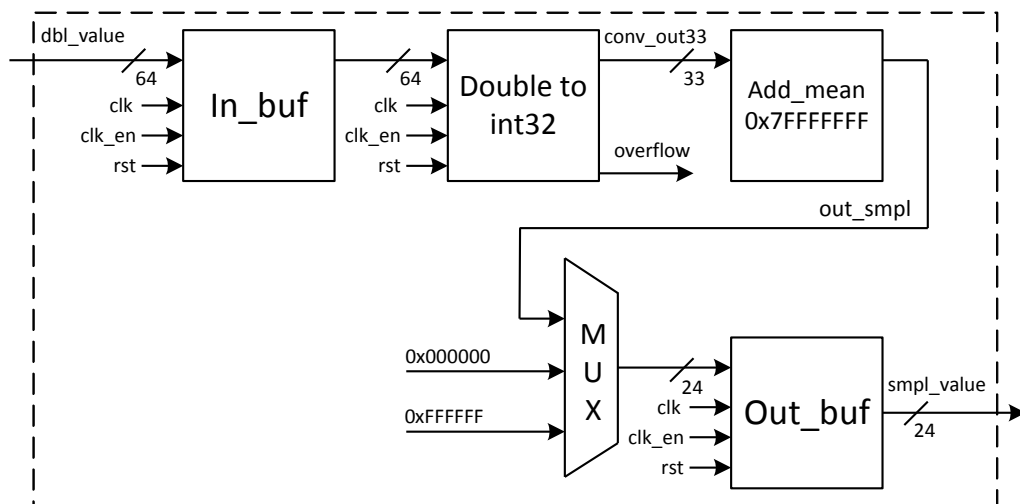 dbl_value
64
clk
clk_en
rst
In_buf
64
clk
clk_en
rst
Double to
int32
conv_out33
33
overflow
Add_mean
0x7FFFFFFF
out_smpl
0x000000
0xFFFFFF
M
U
X
24
clk
clk_en
rst
Out_buf
smpl_value
24